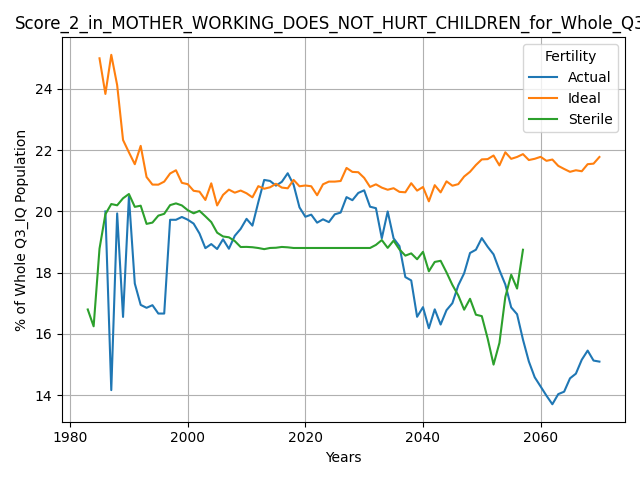 Score_2_in_MOTHER_WORKING_DOES_NOT_HURT_CHILDREN_for_Whole_Q3
Fertility
Actual
Ideal
Sterile
% of Whole Q3_IQ Population
24
22
20
18
16
14
1980
2000
2020
2040
2060
Years